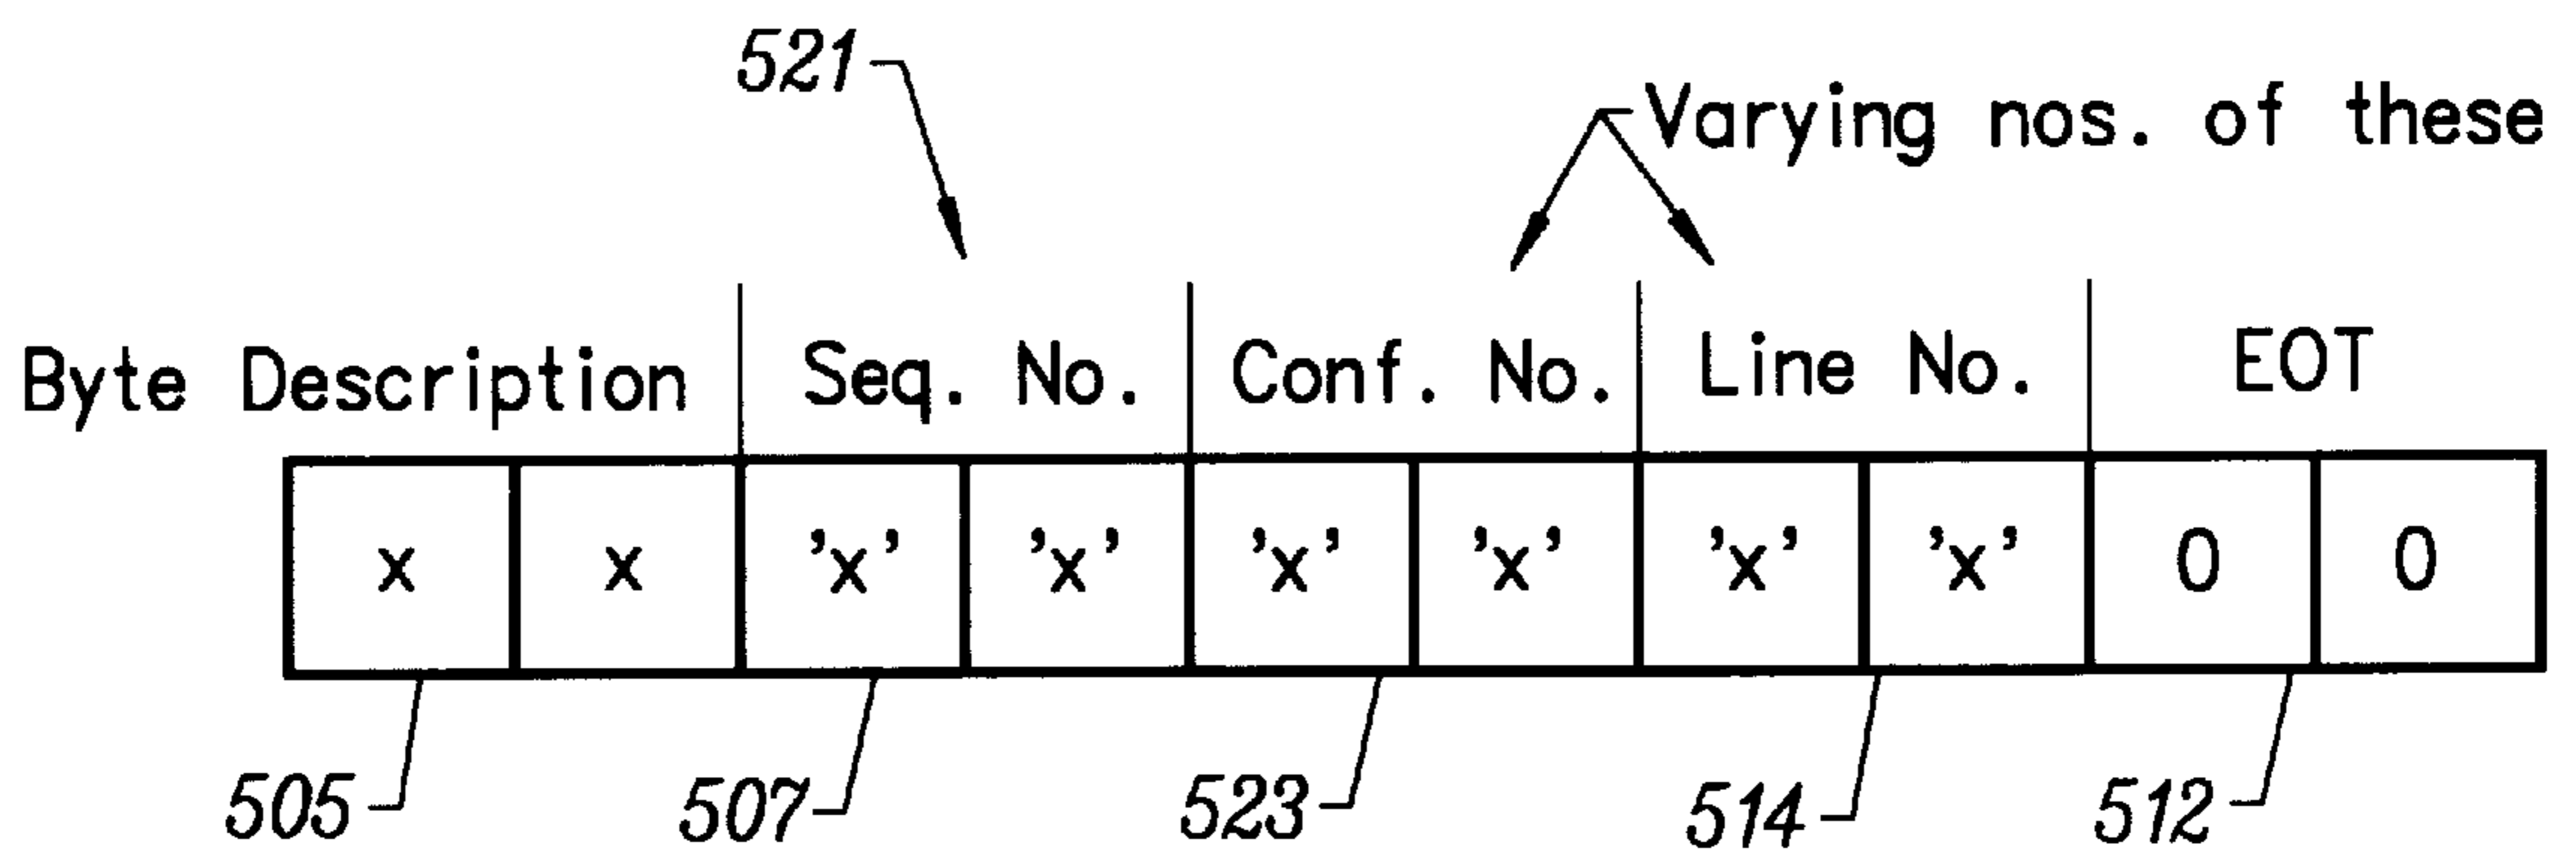 521
Varying nos. of these
Byte Description Seq. No. Conf. No. Line No. EOT
x x 'x' 'x' 'x' 'x' 'x' 'x' 0 0
505 507 523 514 512